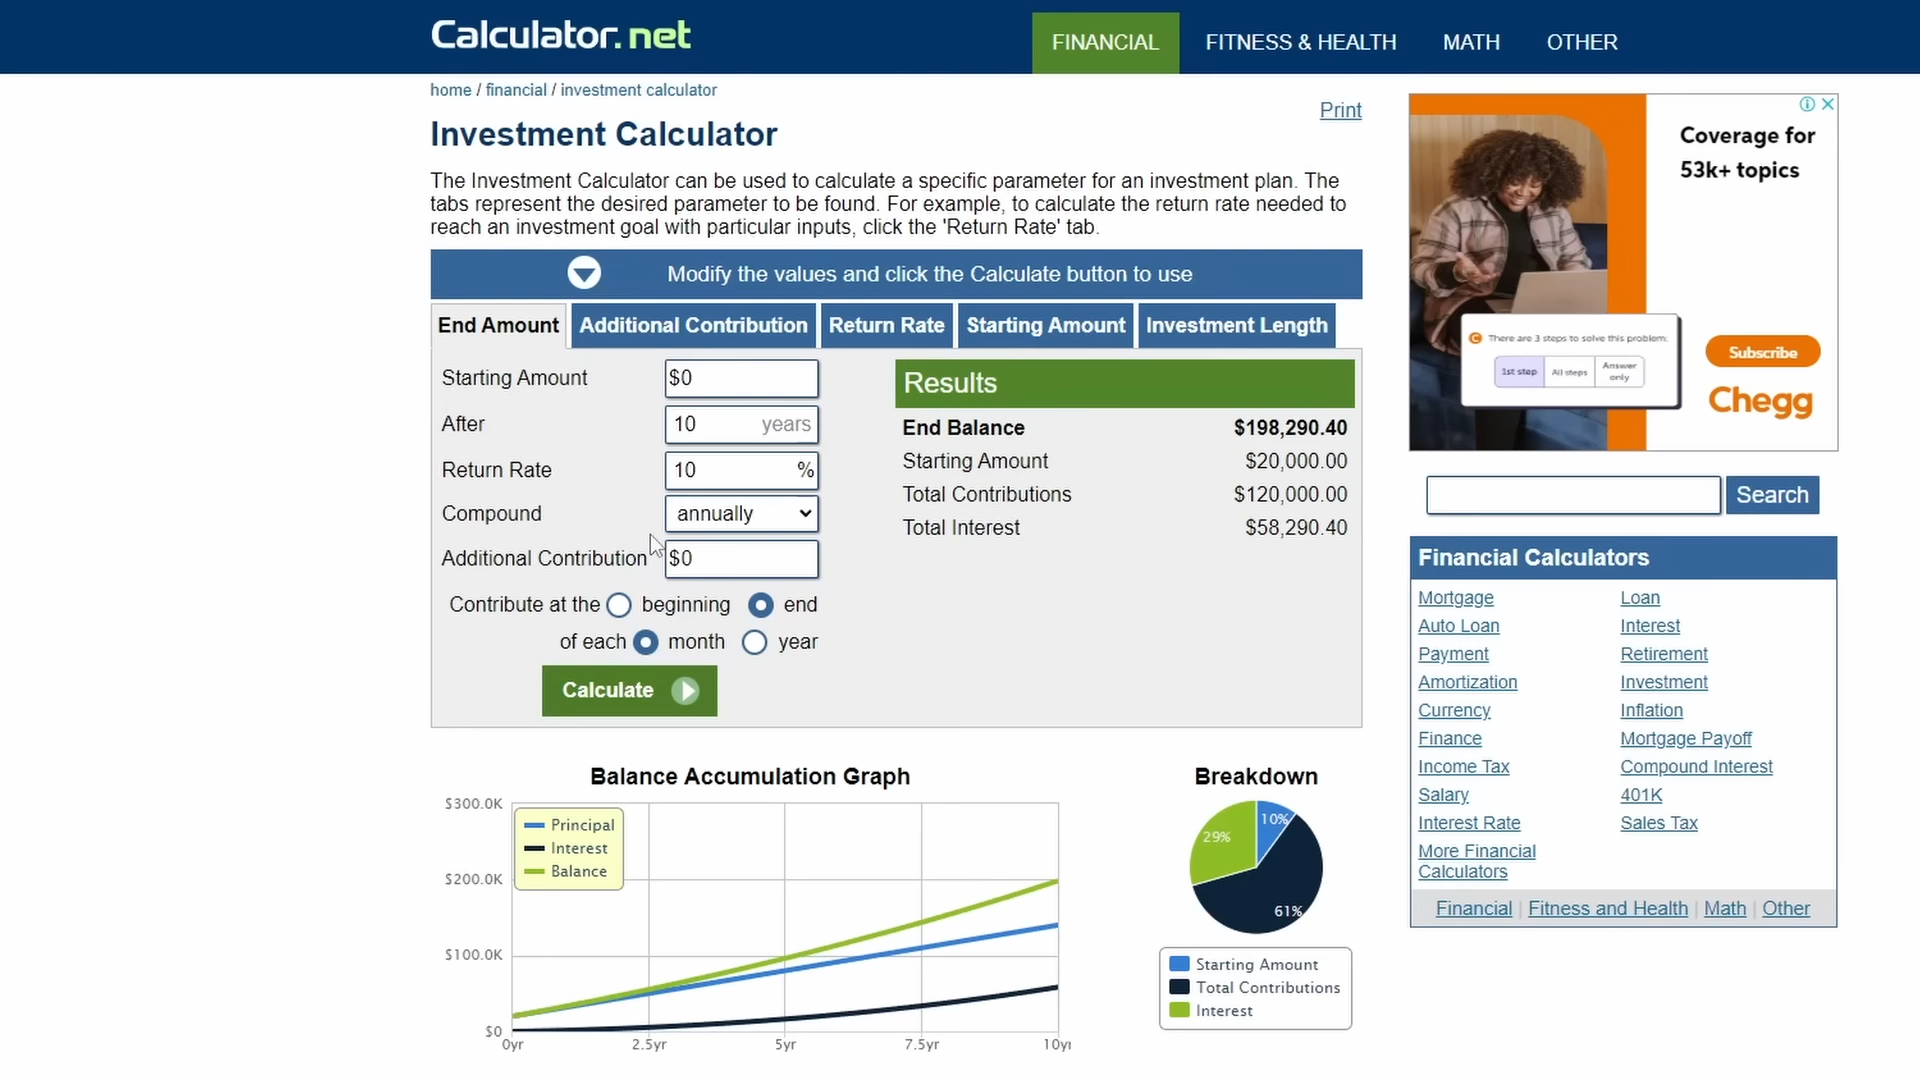 Calculator.net
FINANCIAL
FITNESS & HEALTH
MATH
OTHER
home / financial / investment calculator
Print
Investment Calculator
The Investment Calculator can be used to calculate a specific parameter for an investment plan. The
tabs represent the desired parameter to be found. For example, to calculate the return rate needed to
reach an investment goal with particular inputs, click the 'Return Rate' tab.
Modify the values and click the Calculate button to use
End Amount
Additional Contribution
Return Rate
Starting Amount
Investment Length
Starting Amount $0
After 10 years
Return Rate 10 %
Compound annually
Additional Contribution $0
Contribute at the beginning end
of each month year
Calculate
Results
End Balance $198,290.40
Starting Amount $20,000.00
Total Contributions $120,000.00
Total Interest $58,290.40
Balance Accumulation Graph
$300.0K
$200.0K
$100.0K
$0
Principal
Interest
Balance
0yr
2.5yr
5yr
7.5yr
10yr
Breakdown
10%
29%
61%
Starting Amount
Total Contributions
Interest
Coverage for
53k+ topics
There are 3 steps to solve this problem:
1st step
All steps
Answer
only
Subscribe
Chegg
Search
Financial Calculators
Mortgage
Loan
Auto Loan
Interest
Payment
Retirement
Amortization
Investment
Currency
Inflation
Finance
Mortgage Payoff
Income Tax
Compound Interest
Salary
401K
Interest Rate
Sales Tax
More Financial
Calculators
Financial | Fitness and Health | Math | Other